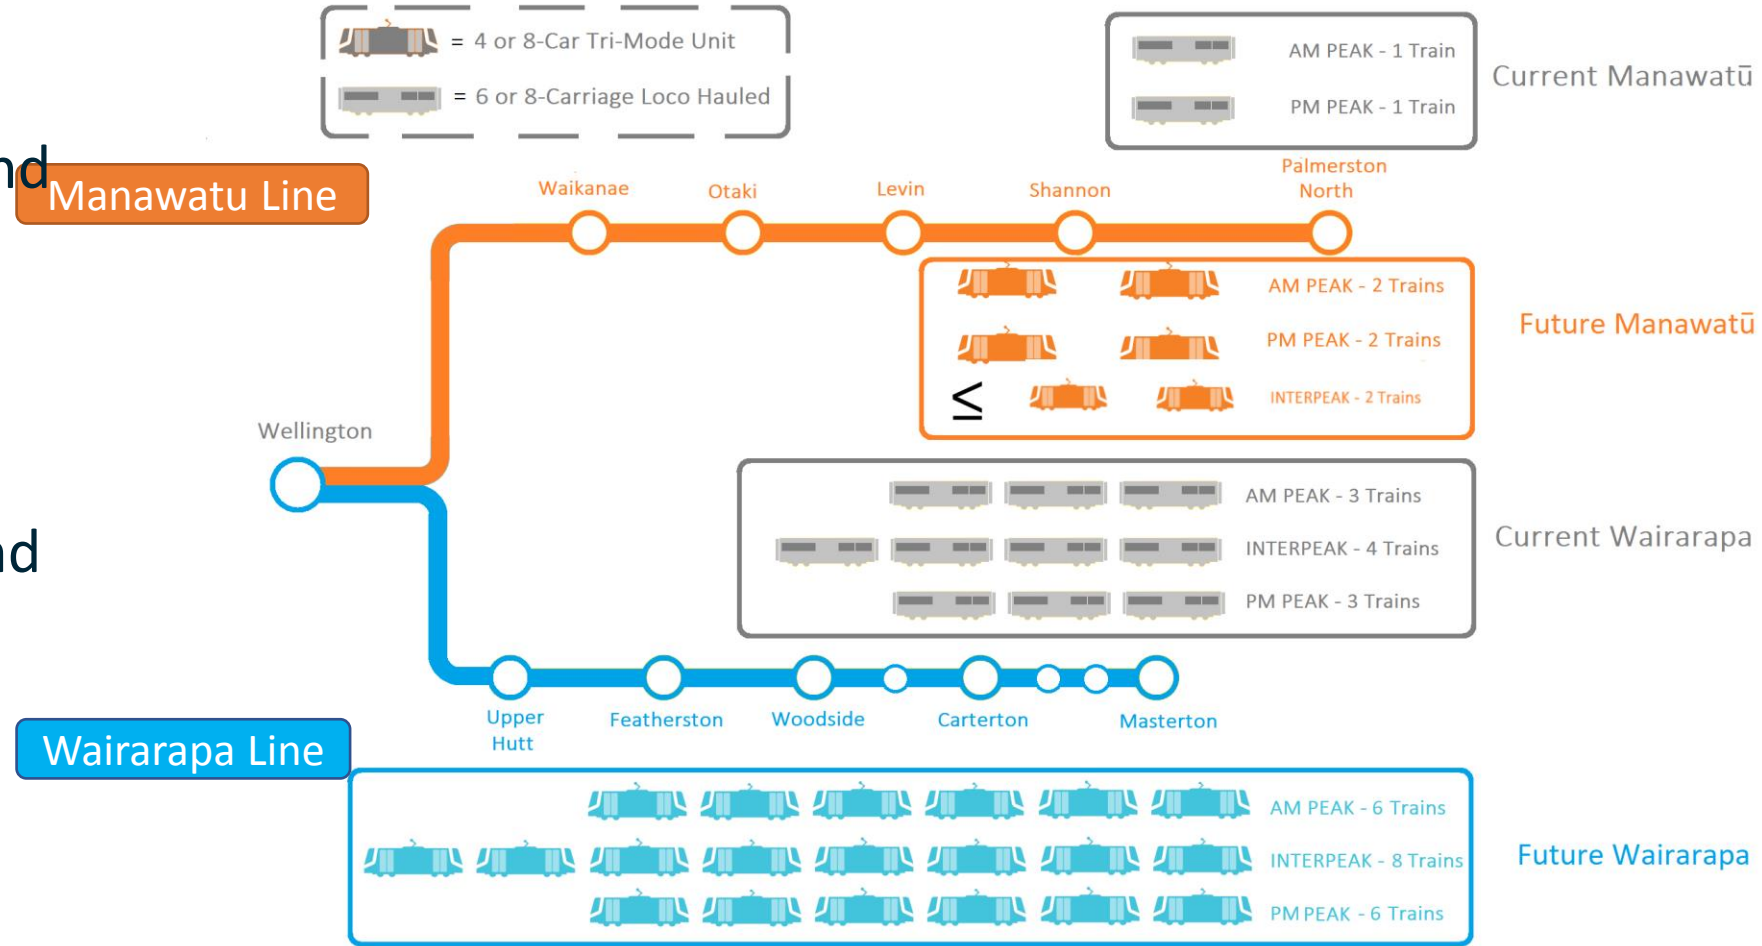 = 4 or 8-Car Tri-Mode Unit
= 6 or 8-Carriage Loco Hauled
AM PEAK - 1 Train
PM PEAK - 1 Train
Current Manawatū
nd
Manawatu Line
Waikanae
Otaki
Levin
Shannon
Palmerston
North
AM PEAK - 2 Trains
PM PEAK - 2 Trains
≤
INTERPEAK - 2 Trains
Future Manawatū
Wellington
AM PEAK - 3 Trains
INTERPEAK - 4 Trains
PM PEAK - 3 Trains
Current Wairarapa
nd
Upper
Hutt
Featherston
Woodside
Carterton
Masterton
Wairarapa Line
AM PEAK - 6 Trains
INTERPEAK - 8 Trains
PM PEAK - 6 Trains
Future Wairarapa